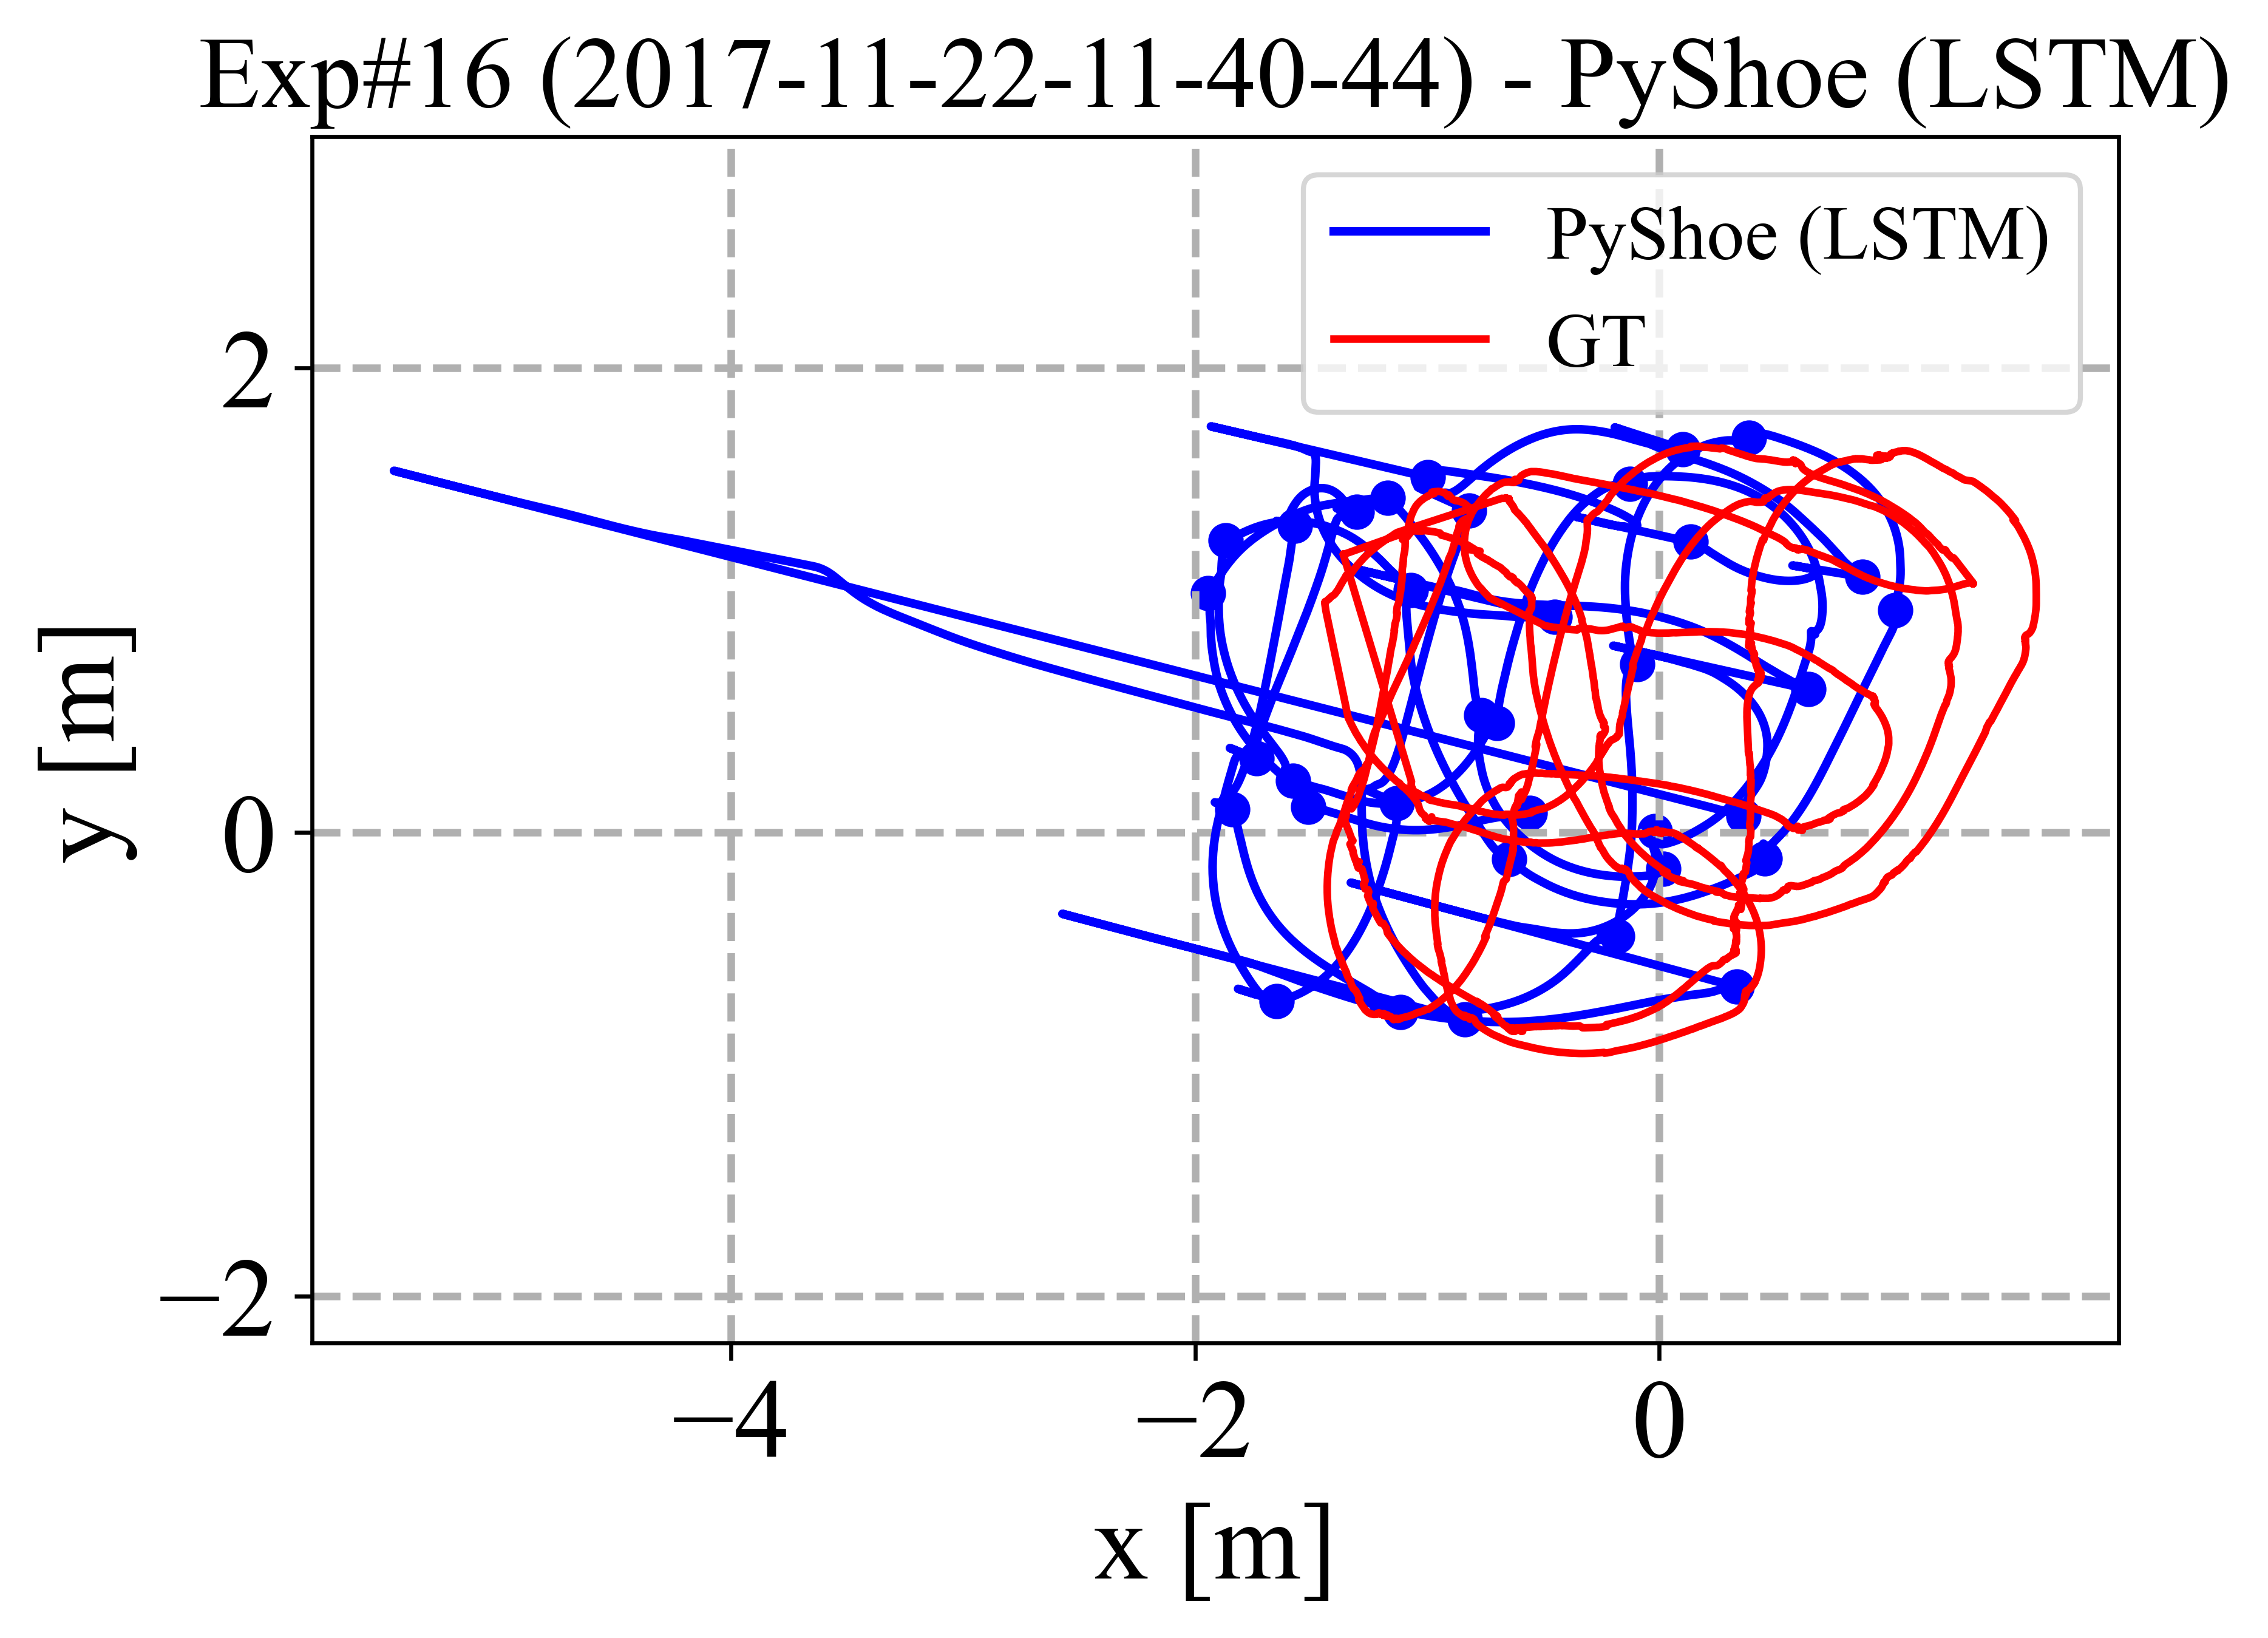 Exp#16 (2017-11-22-11-40-44) - PyShoe (LSTM)
PyShoe (LSTM)
GT
y [m]
2
0
−2
−4
−2
0
x [m]